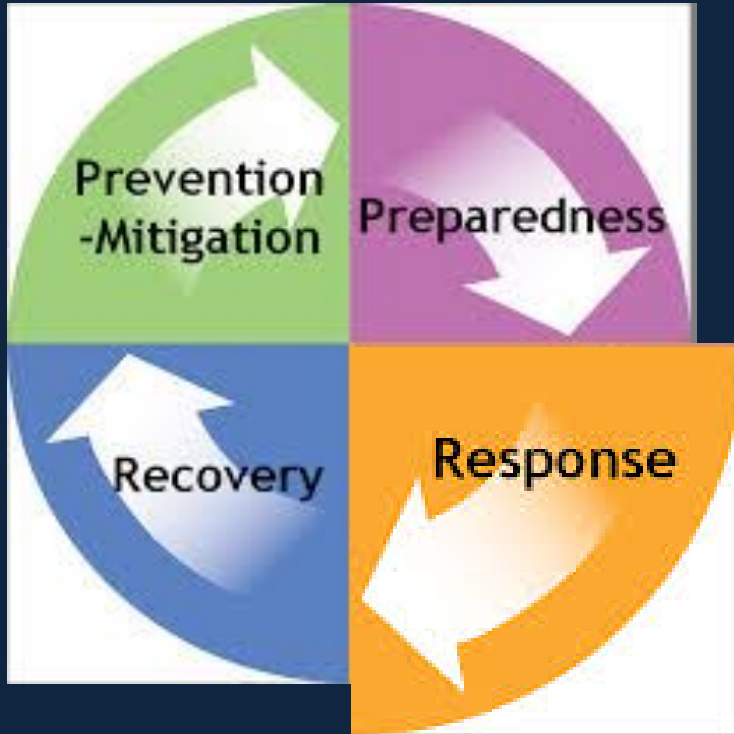 Prevention
-Mitigation
Preparedness
Recovery
Response